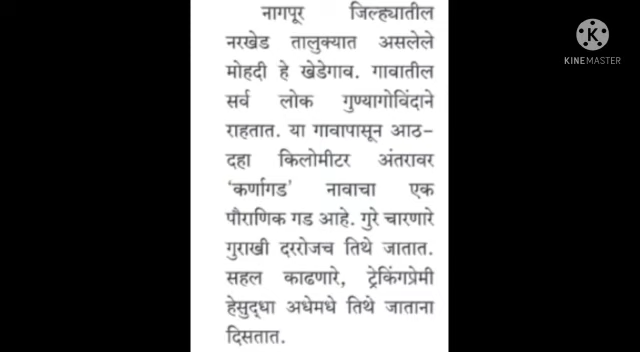 नागपूर जिल्ह्यातील
नरखेड तालुक्यात असलेले
मोहदी हे खेडेगाव. गावातील
सर्व लोक गुण्यागोविंदाने
राहतात. या गावापासून आठ-
दहा किलोमीटर अंतरावर
'कर्णागड' नावाचा एक
पौराणिक गड आहे. गुरे चारणारे
गुराखी दररोजच तिथे जातात.
सहल काढणारे, ट्रेकिंगप्रेमी
हेसुद्धा अधेमधे तिथे जाताना
दिसतात.
KINEMASTER